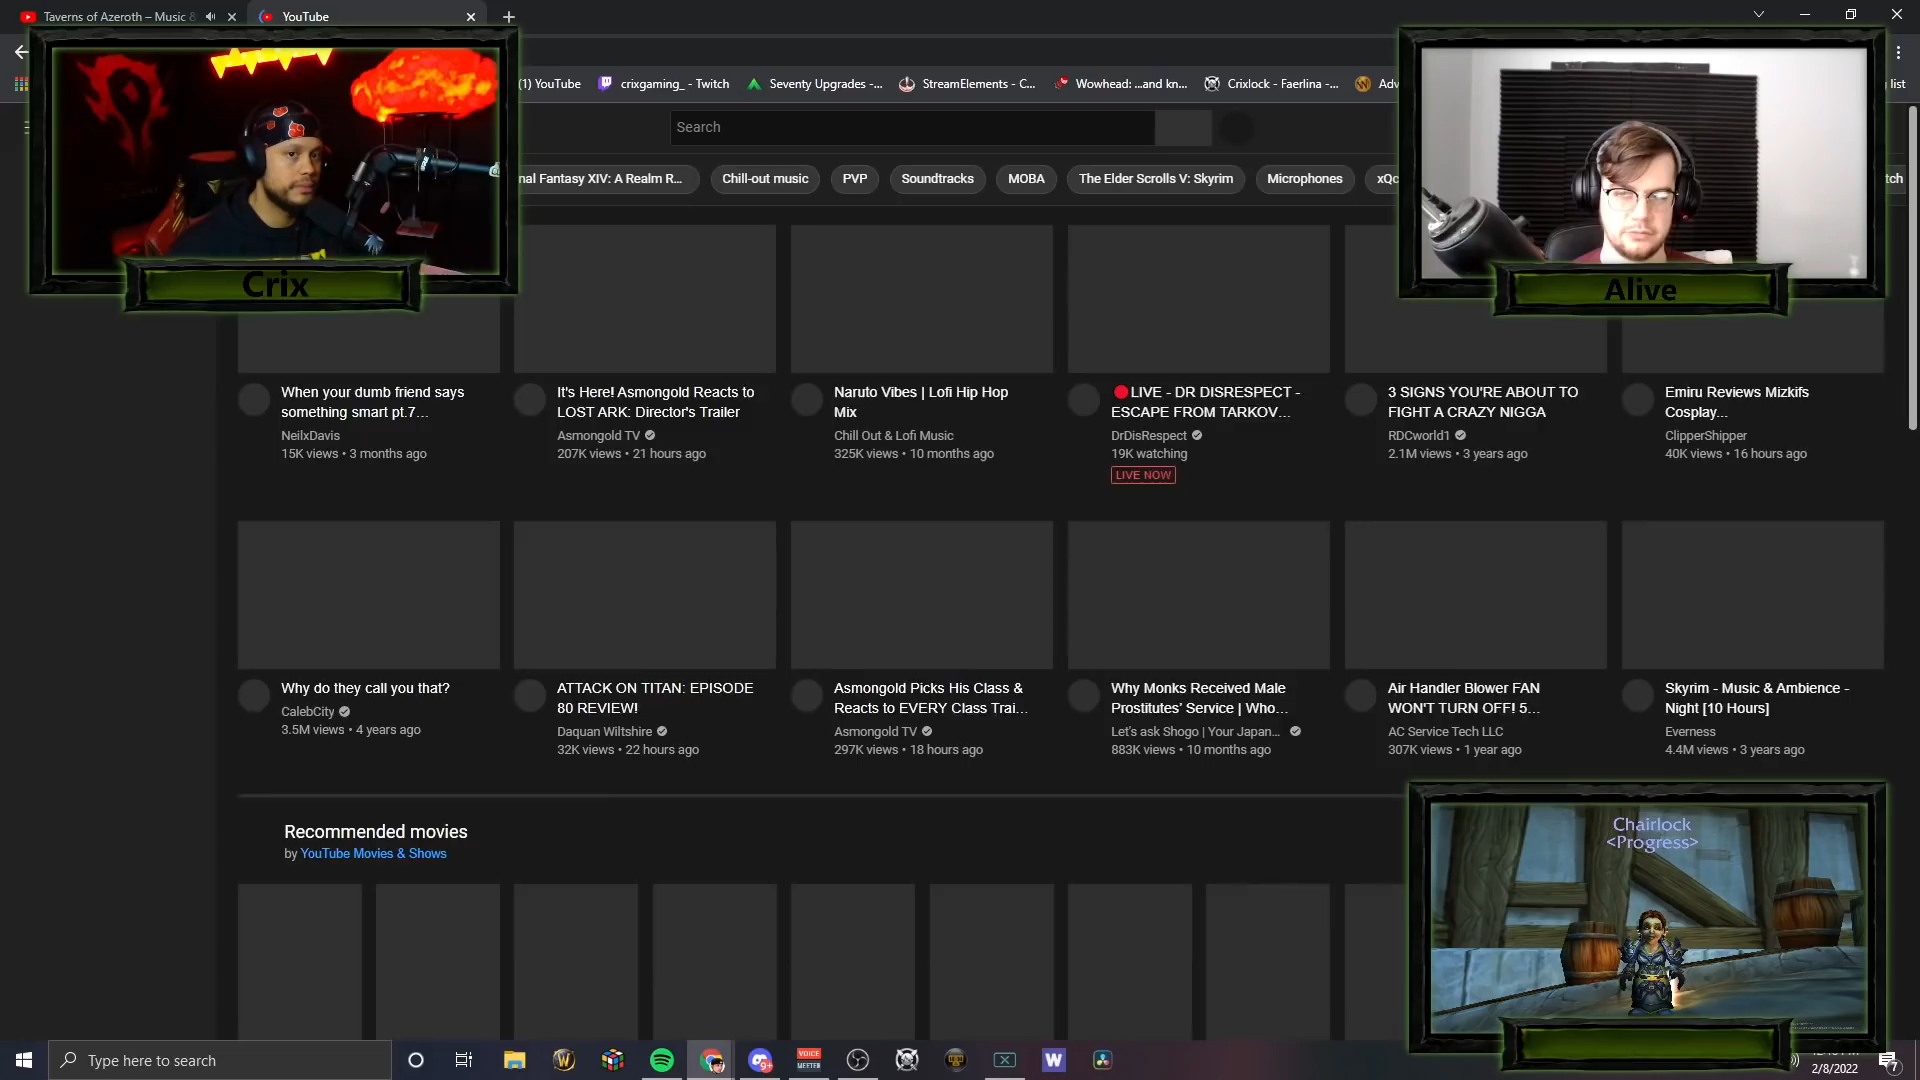 Taverns of Azeroth – Music &
YouTube
(1) YouTube
crixgaming_ - Twitch
Seventy Upgrades -...
StreamElements - C...
Wowhead: ...and kn...
Crixlock - Faerlina -...
list
Search
nal Fantasy XIV: A Realm R...
Chill-out music
PVP
Soundtracks
MOBA
The Elder Scrolls V: Skyrim
Microphones
Crix
Alive
When your dumb friend says
something smart pt.7...
NeilxDavis
15K views • 3 months ago
It's Here! Asmongold Reacts to
LOST ARK: Director's Trailer
Asmongold TV
207K views • 21 hours ago
Naruto Vibes | Lofi Hip Hop
Mix
Chill Out & Lofi Music
325K views • 10 months ago
🔴LIVE - DR DISRESPECT -
ESCAPE FROM TARKOV...
DrDisRespect
19K watching
LIVE NOW
3 SIGNS YOU'RE ABOUT TO
FIGHT A CRAZY NIGGA
RDCworld1
2.1M views • 3 years ago
Emiru Reviews Mizkifs
Cosplay...
ClipperShipper
40K views • 16 hours ago
Why do they call you that?
CalebCity
3.5M views • 4 years ago
ATTACK ON TITAN: EPISODE
80 REVIEW!
Daquan Wiltshire
32K views • 22 hours ago
Asmongold Picks His Class &
Reacts to EVERY Class Trai...
Asmongold TV
297K views • 18 hours ago
Why Monks Received Male
Prostitutes' Service | Who...
Let's ask Shogo | Your Japan...
883K views • 10 months ago
Air Handler Blower FAN
WON'T TURN OFF! 5...
AC Service Tech LLC
307K views • 1 year ago
Skyrim - Music & Ambience -
Night [10 Hours]
Everness
4.4M views • 3 years ago
Recommended movies
by YouTube Movies & Shows
Chairlock
<Progress>
Type here to search
VOICE
MEETER
2/8/2022